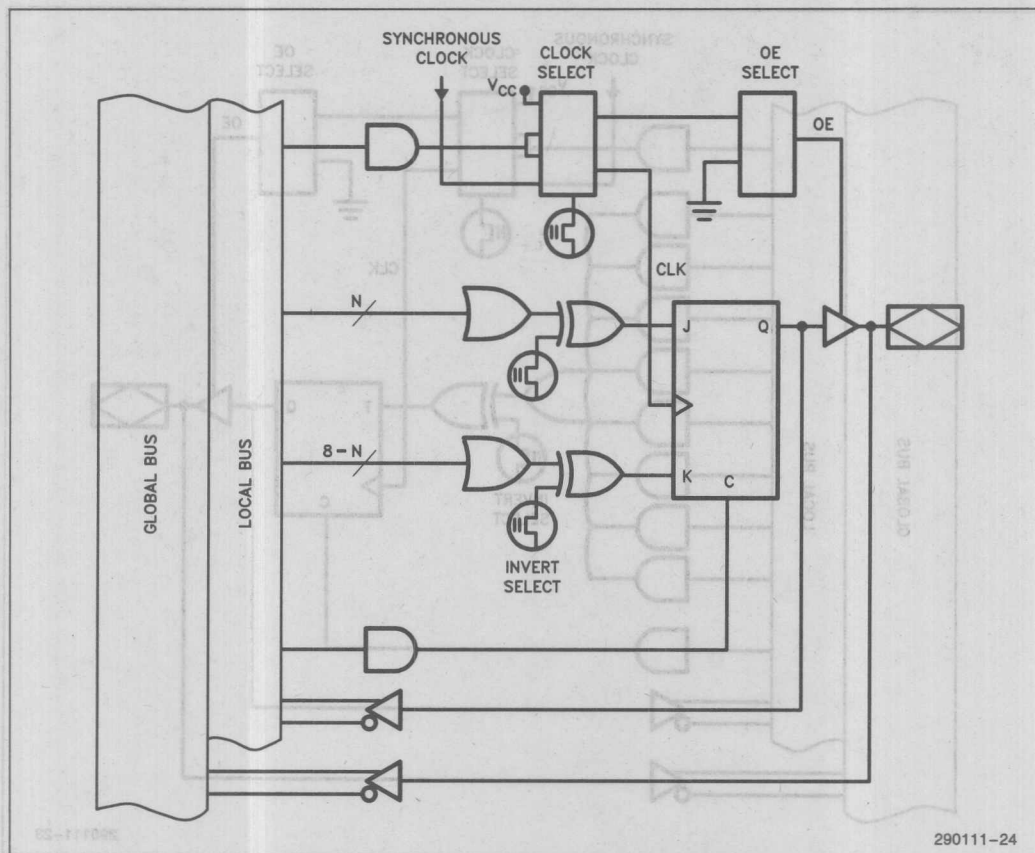 SYNCHRONOUS
CLOCK
CLOCK
SELECT
OE
SELECT
VCC
OE
CLK
N
J
Q
8-N
K
C
INVERT
SELECT
GLOBAL BUS
LOCAL BUS
290111-24